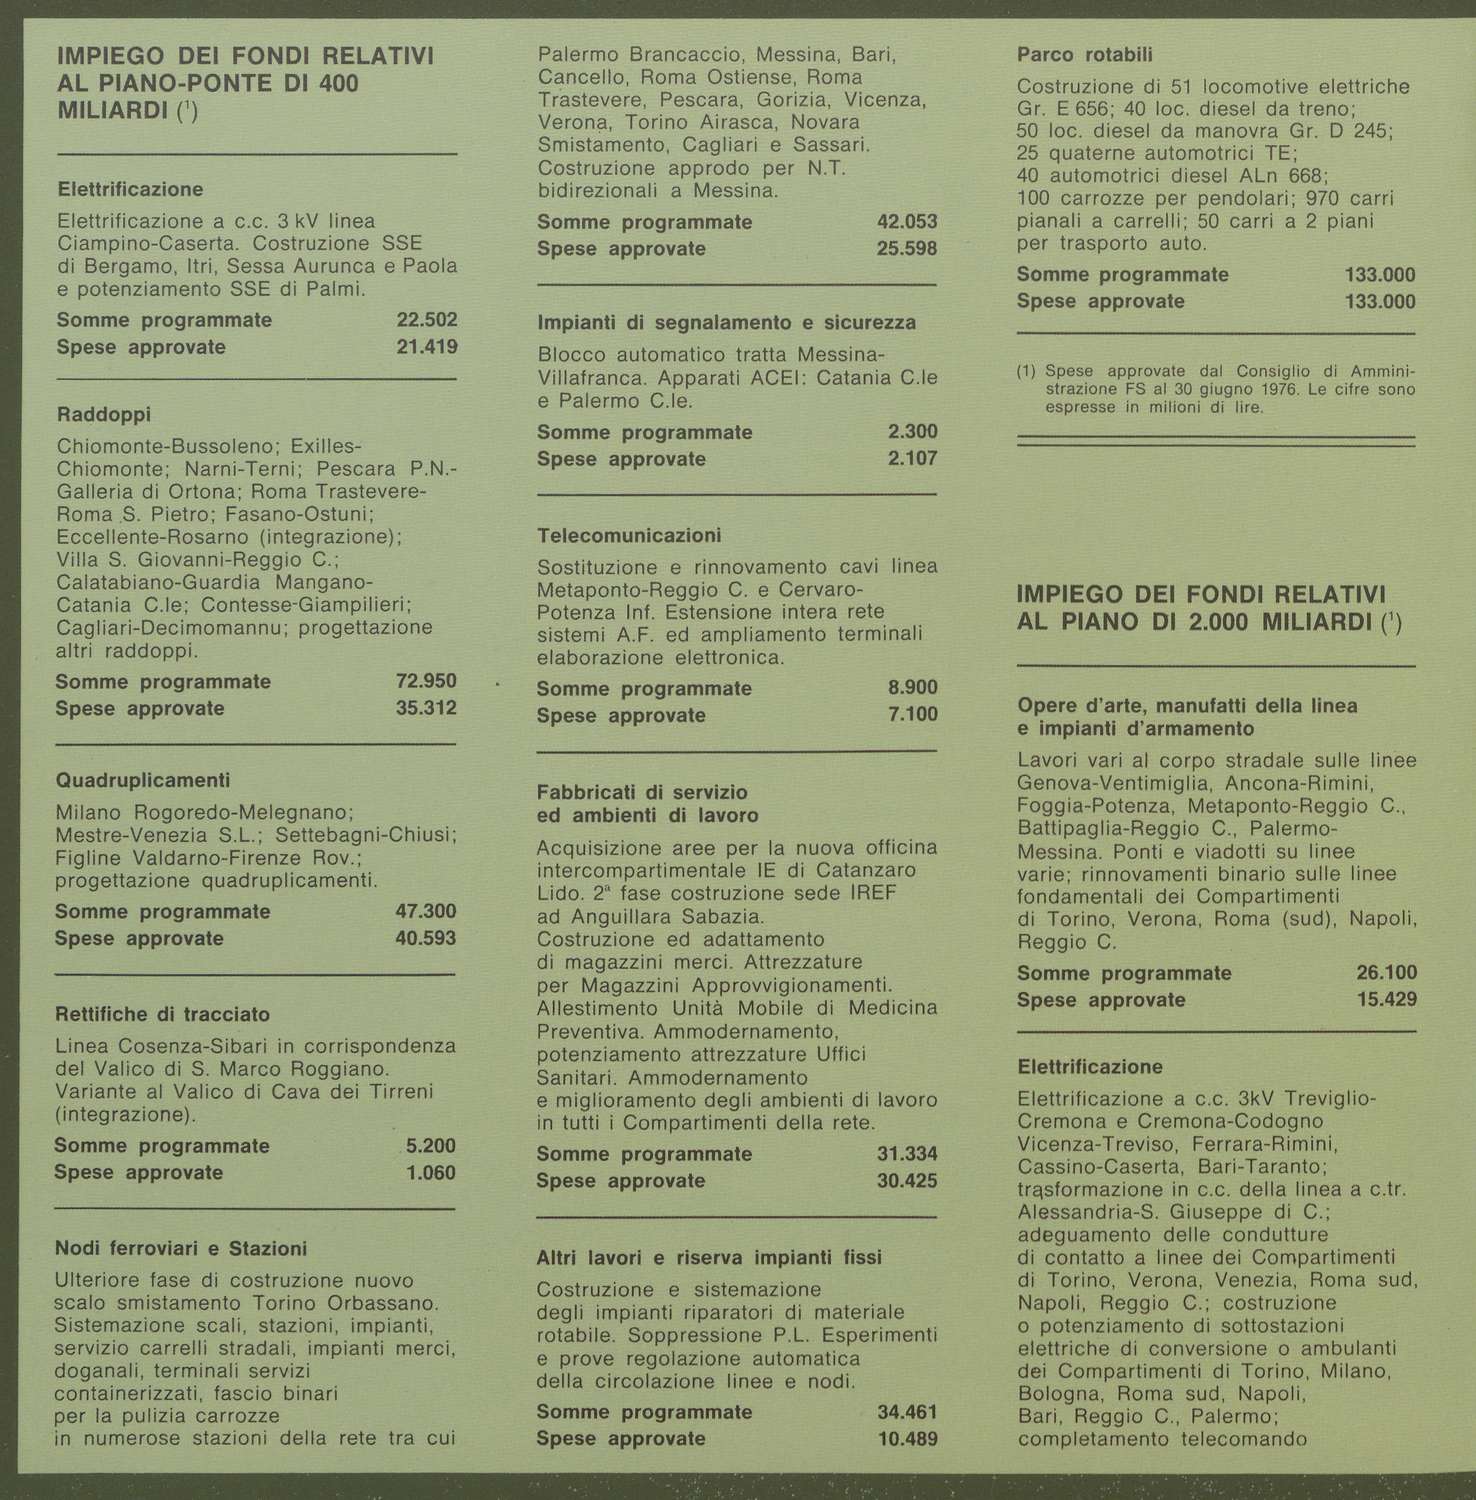 IMPIEGO DEI FONDI RELATIVI
AL PIANO-PONTE DI 400
MILIARDI (¹)
Elettrificazione
Elettrificazione a c.c. 3 kV linea
Ciampino-Caserta. Costruzione SSE
di Bergamo, Itri, Sessa Aurunca e Paola
e potenziamento SSE di Palmi.
Somme programmate 22.502
Spese approvate 21.419
Raddoppi
Chiomonte-Bussoleno; Exilles-
Chiomonte; Narni-Terni; Pescara P.N.-
Galleria di Ortona; Roma Trastevere-
Roma S. Pietro; Fasano-Ostuni;
Eccellente-Rosarno (integrazione);
Villa S. Giovanni-Reggio C.;
Calatabiano-Guardia Mangano-
Catania C.le; Contesse-Giampilieri;
Cagliari-Decimomannu; progettazione
altri raddoppi.
Somme programmate 72.950
Spese approvate 35.312
Quadruplicamenti
Milano Rogoredo-Melegnano;
Mestre-Venezia S.L.; Settebagni-Chiusi;
Figline Valdarno-Firenze Rov.;
progettazione quadruplicamenti.
Somme programmate 47.300
Spese approvate 40.593
Rettifiche di tracciato
Linea Cosenza-Sibari in corrispondenza
del Valico di S. Marco Roggiano.
Variante al Valico di Cava dei Tirreni
(integrazione).
Somme programmate 5.200
Spese approvate 1.060
Nodi ferroviari e Stazioni
Ulteriore fase di costruzione nuovo
scalo smistamento Torino Orbassano.
Sistemazione scali, stazioni, impianti,
servizio carrelli stradali, impianti merci,
doganali, terminali servizi
containerizzati, fascio binari
per la pulizia carrozze
in numerose stazioni della rete tra cui
Palermo Brancaccio, Messina, Bari,
Cancello, Roma Ostiense, Roma
Trastevere, Pescara, Gorizia, Vicenza,
Verona, Torino Airasca, Novara
Smistamento, Cagliari e Sassari.
Costruzione approdo per N.T.
bidirezionali a Messina.
Somme programmate 42.053
Spese approvate 25.598
Impianti di segnalamento e sicurezza
Blocco automatico tratta Messina-
Villafranca. Apparati ACEI: Catania C.le
e Palermo C.le.
Somme programmate 2.300
Spese approvate 2.107
Telecomunicazioni
Sostituzione e rinnovamento cavi linea
Metaponto-Reggio C. e Cervaro-
Potenza Inf. Estensione intera rete
sistemi A.F. ed ampliamento terminali
elaborazione elettronica.
Somme programmate 8.900
Spese approvate 7.100
Fabbricati di servizio
ed ambienti di lavoro
Acquisizione aree per la nuova officina
intercompartimentale IE di Catanzaro
Lido. 2ª fase costruzione sede IREF
ad Anguillara Sabazia.
Costruzione ed adattamento
di magazzini merci. Attrezzature
per Magazzini Approvvigionamenti.
Allestimento Unità Mobile di Medicina
Preventiva. Ammodernamento,
potenziamento attrezzature Uffici
Sanitari. Ammodernamento
e miglioramento degli ambienti di lavoro
in tutti i Compartimenti della rete.
Somme programmate 31.334
Spese approvate 30.425
Altri lavori e riserva impianti fissi
Costruzione e sistemazione
degli impianti riparatori di materiale
rotabile. Soppressione P.L. Esperimenti
e prove regolazione automatica
della circolazione linee e nodi.
Somme programmate 34.461
Spese approvate 10.489
Parco rotabili
Costruzione di 51 locomotive elettriche
Gr. E 656; 40 loc. diesel da treno;
50 loc. diesel da manovra Gr. D 245;
25 quaterne automotrici TE;
40 automotrici diesel ALn 668;
100 carrozze per pendolari; 970 carri
pianali a carrelli; 50 carri a 2 piani
per trasporto auto.
Somme programmate 133.000
Spese approvate 133.000
(1) Spese approvate dal Consiglio di Ammini-
strazione FS al 30 giugno 1976. Le cifre sono
espresse in milioni di lire.
IMPIEGO DEI FONDI RELATIVI
AL PIANO DI 2.000 MILIARDI (¹)
Opere d'arte, manufatti della linea
e impianti d'armamento
Lavori vari al corpo stradale sulle linee
Genova-Ventimiglia, Ancona-Rimini,
Foggia-Potenza, Metaponto-Reggio C.,
Battipaglia-Reggio C., Palermo-
Messina. Ponti e viadotti su linee
varie; rinnovamenti binario sulle linee
fondamentali dei Compartimenti
di Torino, Verona, Roma (sud), Napoli,
Reggio C.
Somme programmate 26.100
Spese approvate 15.429
Elettrificazione
Elettrificazione a c.c. 3kV Treviglio-
Cremona e Cremona-Codogno
Vicenza-Treviso, Ferrara-Rimini,
Cassino-Caserta, Bari-Taranto;
trasformazione in c.c. della linea a c.tr.
Alessandria-S. Giuseppe di C.;
adeguamento delle condutture
di contatto a linee dei Compartimenti
di Torino, Verona, Venezia, Roma sud,
Napoli, Reggio C.; costruzione
o potenziamento di sottostazioni
elettriche di conversione o ambulanti
dei Compartimenti di Torino, Milano,
Bologna, Roma sud, Napoli,
Bari, Reggio C., Palermo;
completamento telecomando